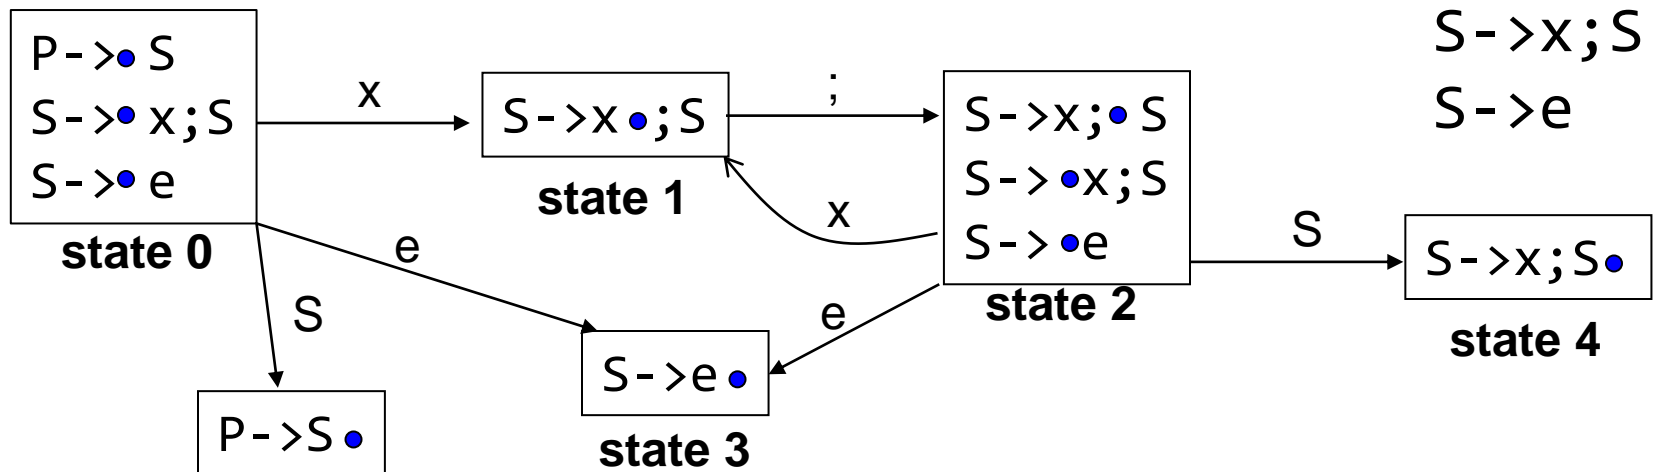 P->• S
S->• x;S
S->• e
state 0
x
S->x•;S
state 1
;
S->x;• S
S-> •x;S
S-> •e
state 2
x
e
S
e
S
S->x;S•
state 4
S->e•
state 3
P->S•
S->x;S
S->e